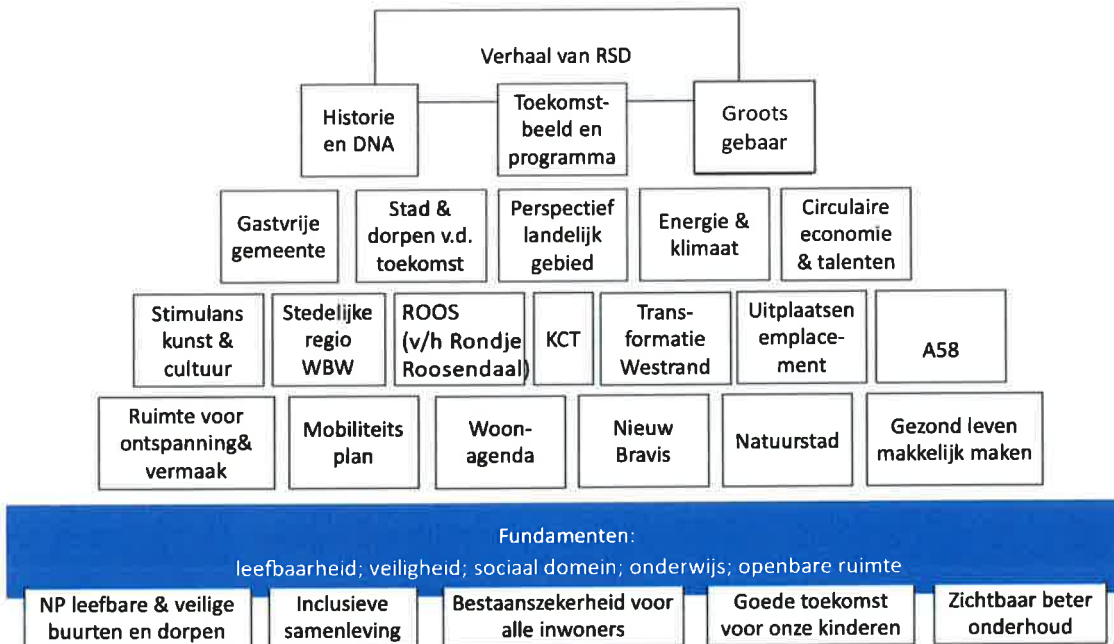 Verhaal van RSD
Historie
en DNA
Toekomst-
beeld en
programma
Groots
gebaar
Gastvrije
gemeente
Stad &
dorpen v.d.
toekomst
Perspectief
landelijk
gebied
Energie &
klimaat
Circulaire
economie
& talenten
Stimulans
kunst &
cultuur
Stedelijke
regio
WBW
ROOS
(v/h Rondje
Roosendaal)
KCT
Trans-
formatie
Westrand
Uitplaatsen
emplace-
ment
A58
Ruimte voor
ontspanning&
vermaak
Mobiliteits
plan
Woon-
agenda
Nieuw
Bravis
Natuurstad
Gezond leven
makkelijk maken
Fundamenten:
leefbaarheid; veiligheid; sociaal domein; onderwijs; openbare ruimte
NP leefbare & veilige
buurten en dorpen
Inclusieve
samenleving
Bestaanszekerheid voor
alle inwoners
Goede toekomst
voor onze kinderen
Zichtbaar beter
onderhoud